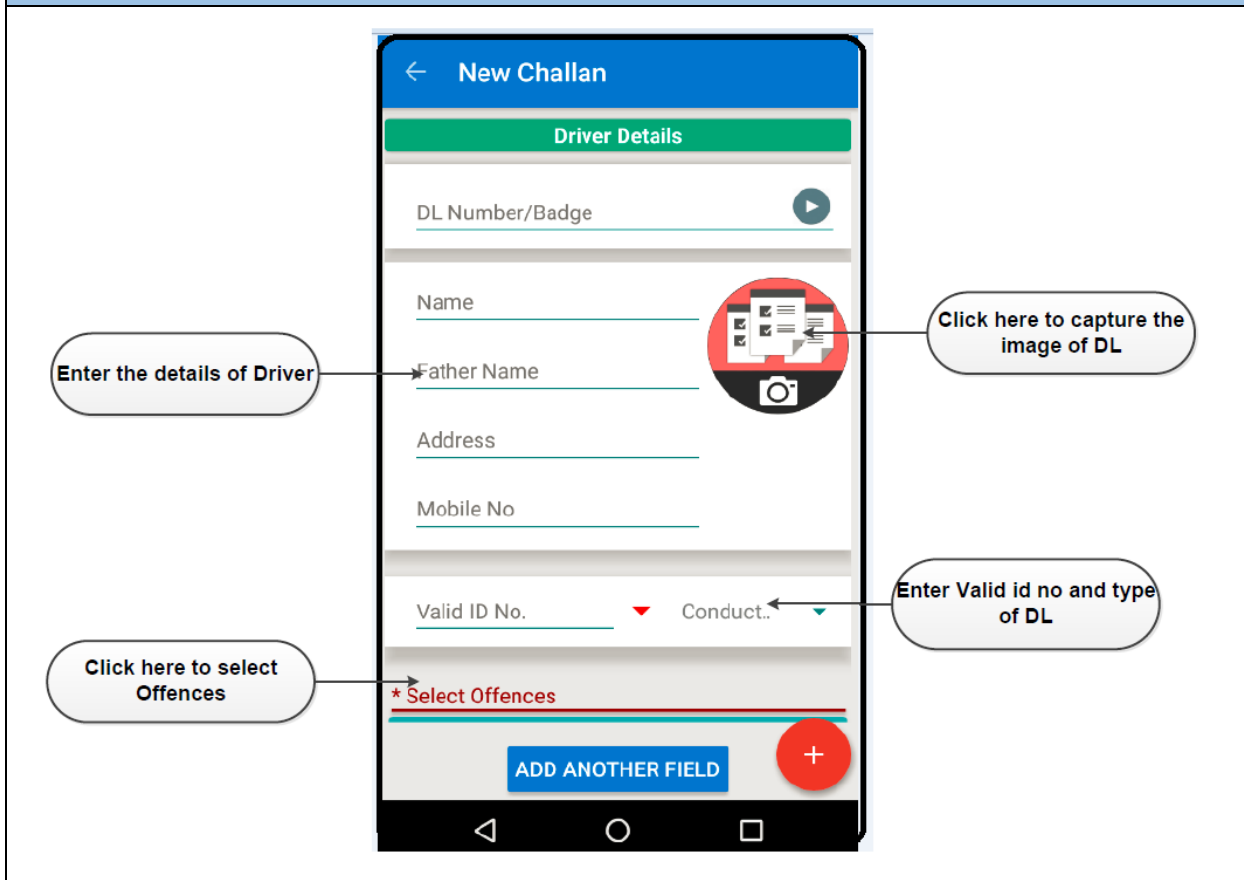 New Challan
Driver Details
DL Number/Badge
Name
Click here to capture the
image of DL
Enter the details of Driver
Father Name
Address
Mobile No
Enter Valid id no and type
of DL
Valid ID No.
Conduct..
Click here to select
Offences
* Select Offences
ADD ANOTHER FIELD
+